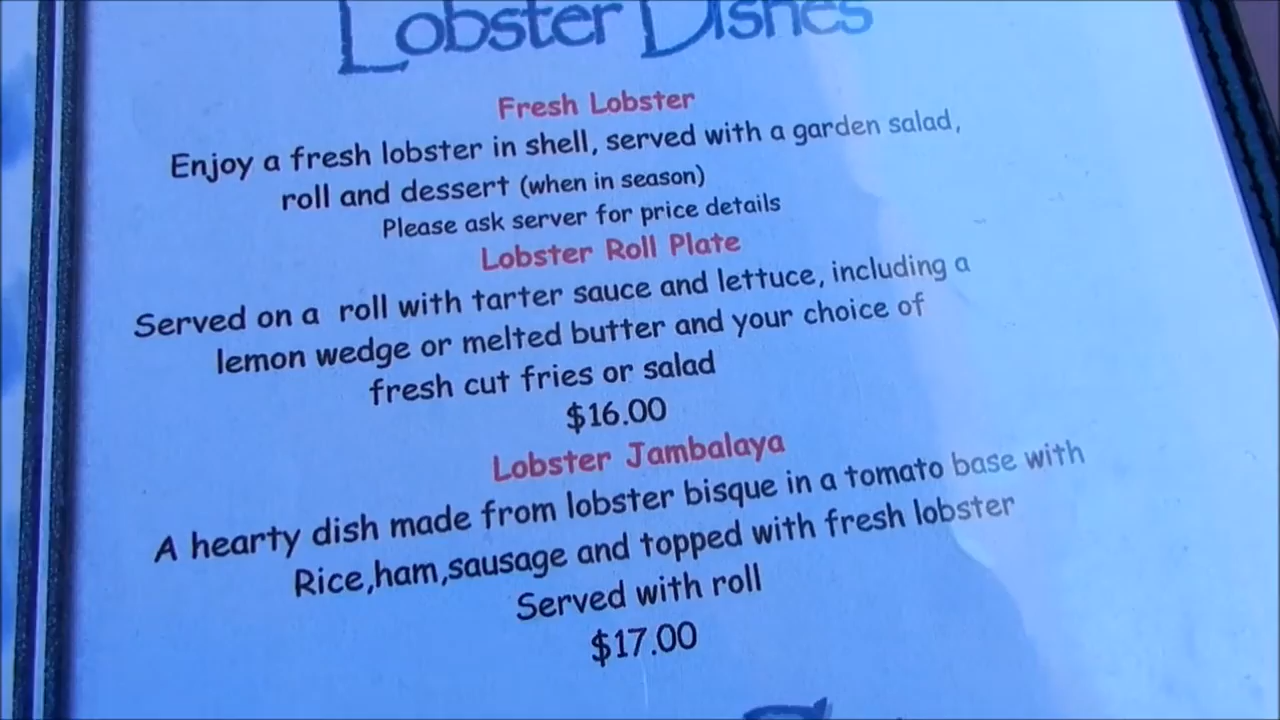 Lobster Dishes
Fresh Lobster
Enjoy a fresh lobster in shell, served with a garden salad,
roll and dessert (when in season)
Please ask server for price details
Lobster Roll Plate
Served on a roll with tarter sauce and lettuce, including a
lemon wedge or melted butter and your choice of
fresh cut fries or salad
$16.00
Lobster Jambalaya
A hearty dish made from lobster bisque in a tomato base with
Rice,ham,sausage and topped with fresh lobster
Served with roll
$17.00